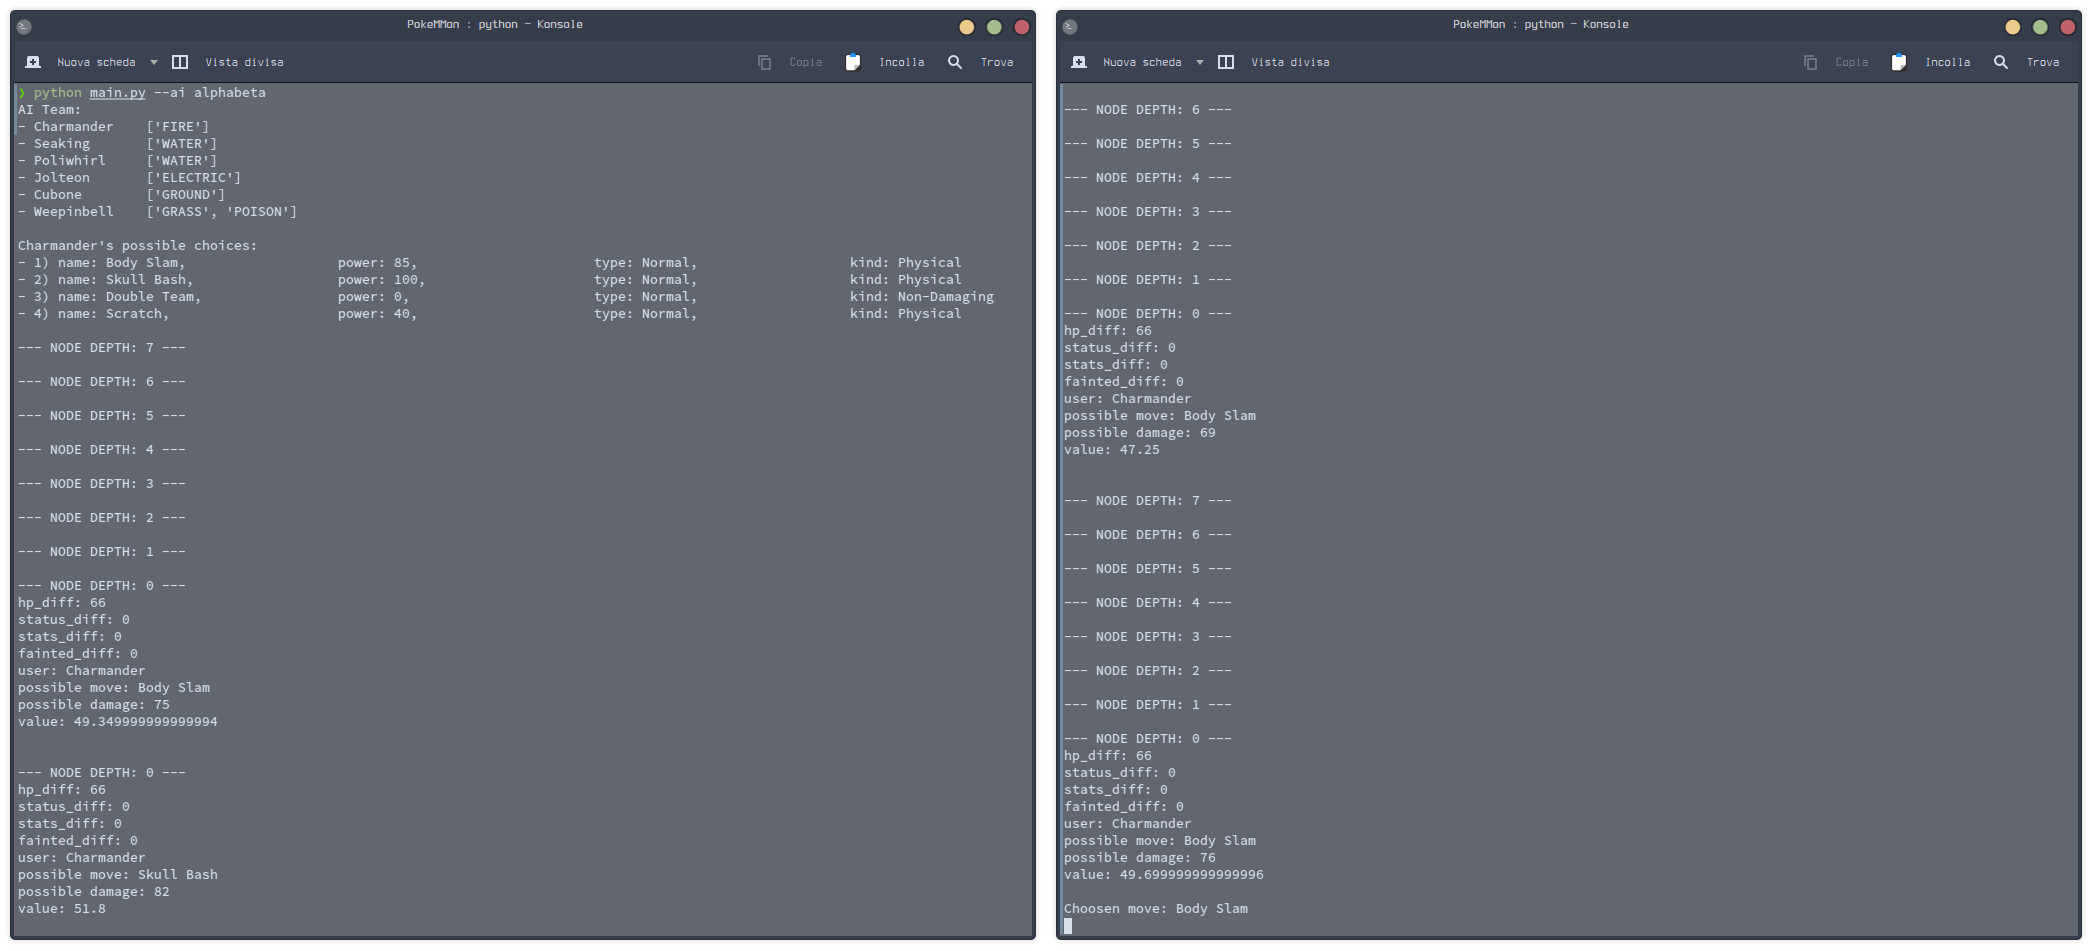 PokeMMon : python — Konsole
Nuova scheda Vista divisa Copia Incolla Trova
❯ python main.py --ai alphabeta
AI Team:
- Charmander ['FIRE']
- Seaking ['WATER']
- Poliwhirl ['WATER']
- Jolteon ['ELECTRIC']
- Cubone ['GROUND']
- Weepinbell ['GRASS', 'POISON']
Charmander's possible choices:
- 1) name: Body Slam, power: 85, type: Normal, kind: Physical
- 2) name: Skull Bash, power: 100, type: Normal, kind: Physical
- 3) name: Double Team, power: 0, type: Normal, kind: Non-Damaging
- 4) name: Scratch, power: 40, type: Normal, kind: Physical
--- NODE DEPTH: 7 ---
--- NODE DEPTH: 6 ---
--- NODE DEPTH: 5 ---
--- NODE DEPTH: 4 ---
--- NODE DEPTH: 3 ---
--- NODE DEPTH: 2 ---
--- NODE DEPTH: 1 ---
--- NODE DEPTH: 0 ---
hp_diff: 66
status_diff: 0
stats_diff: 0
fainted_diff: 0
user: Charmander
possible move: Body Slam
possible damage: 75
value: 49.349999999999994
--- NODE DEPTH: 0 ---
hp_diff: 66
status_diff: 0
stats_diff: 0
fainted_diff: 0
user: Charmander
possible move: Skull Bash
possible damage: 82
value: 51.8
PokeMMon : python — Konsole
Nuova scheda Vista divisa Copia Incolla Trova
--- NODE DEPTH: 6 ---
--- NODE DEPTH: 5 ---
--- NODE DEPTH: 4 ---
--- NODE DEPTH: 3 ---
--- NODE DEPTH: 2 ---
--- NODE DEPTH: 1 ---
--- NODE DEPTH: 0 ---
hp_diff: 66
status_diff: 0
stats_diff: 0
fainted_diff: 0
user: Charmander
possible move: Body Slam
possible damage: 69
value: 47.25
--- NODE DEPTH: 7 ---
--- NODE DEPTH: 6 ---
--- NODE DEPTH: 5 ---
--- NODE DEPTH: 4 ---
--- NODE DEPTH: 3 ---
--- NODE DEPTH: 2 ---
--- NODE DEPTH: 1 ---
--- NODE DEPTH: 0 ---
hp_diff: 66
status_diff: 0
stats_diff: 0
fainted_diff: 0
user: Charmander
possible move: Body Slam
possible damage: 76
value: 49.699999999999996
Choosen move: Body Slam